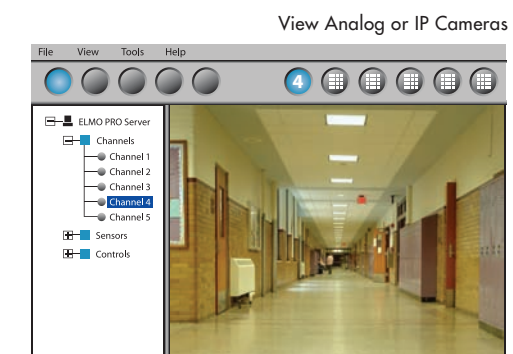 View Analog or IP Cameras
File View Tools Help
4
ELMO PRO Server
Channels
Channel 1
Channel 2
Channel 3
Channel 4
Channel 5
Sensors
Controls